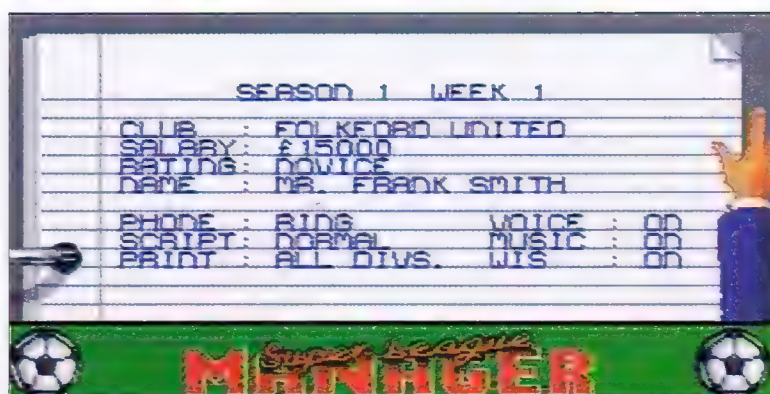 SEASON 1 WEEK 1
CLUB : FOLKFORD UNITED
SALARY: £15000
RATING: NOVICE
NAME : MR. FRANK SMITH
PHONE : RING VOICE : ON
SCRIPT: NORMAL MUSIC : ON
PRINT : ALL DIVS. WIS : ON
Super League
MANAGER